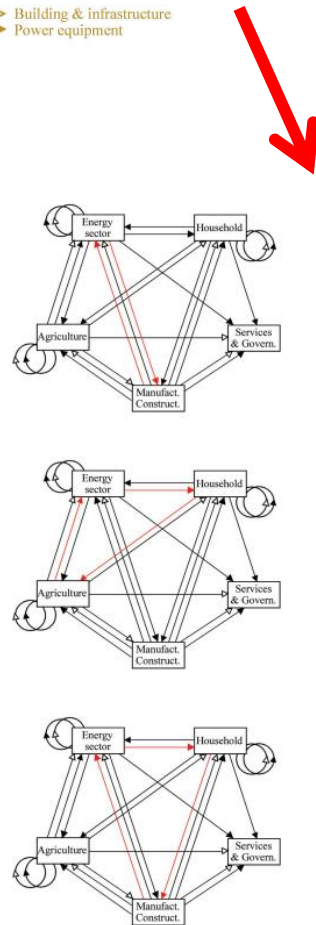 Building & infrastructure
Power equipment
Energy
sector
Household
Agriculture
Services
& Govern.
Manufact.
Construct.
Energy
sector
Household
Agriculture
Services
& Govern.
Manufact.
Construct.
Energy
sector
Household
Agriculture
Services
& Govern.
Manufact.
Construct.